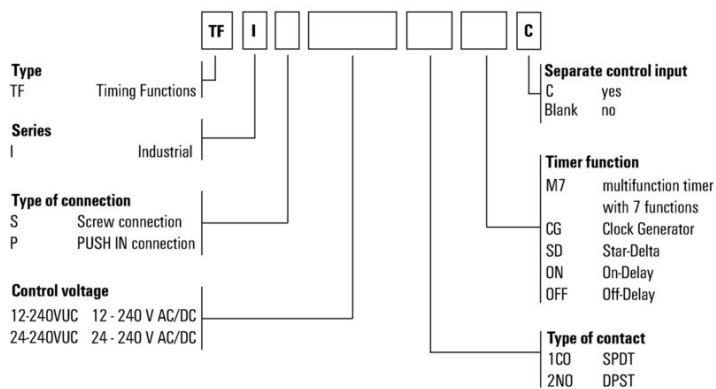 TF I C
Type
TF Timing Functions
Series
I Industrial
Type of connection
S Screw connection
P PUSH IN connection
Control voltage
12-240VUC 12 - 240 V AC/DC
24-240VUC 24 - 240 V AC/DC
Separate control input
C yes
Blank no
Timer function
M7 multifunction timer
with 7 functions
CG Clock Generator
SD Star-Delta
ON On-Delay
OFF Off-Delay
Type of contact
1CO SPDT
2NO DPST